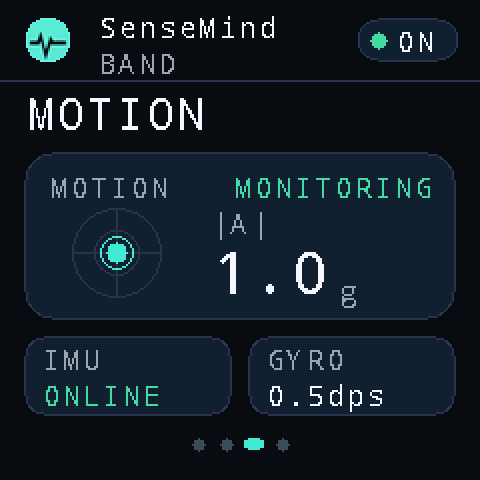 SenseMind
BAND
ON
MOTION
MOTION
MONITORING
|A|
1.0 g
IMU
ONLINE
GYRO
0.5dps